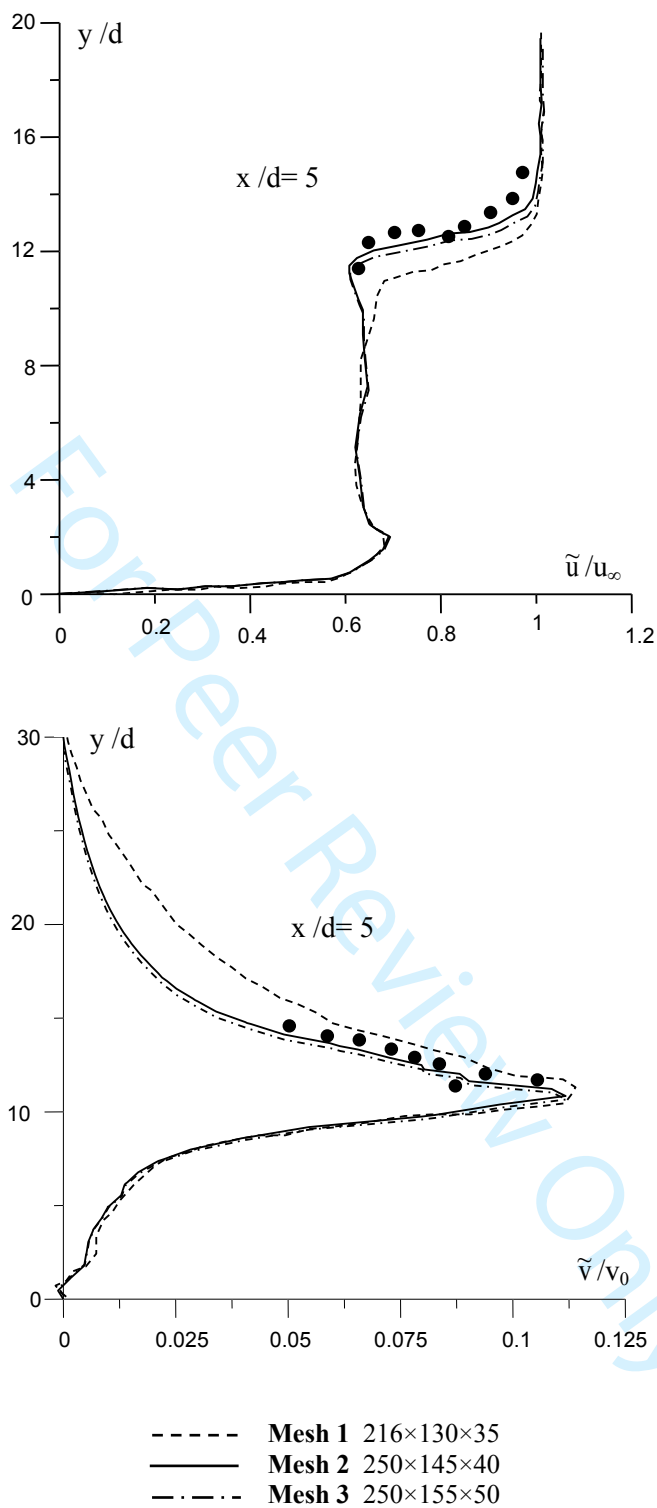 20
y/d
16
x/d= 5
12
8
4
ũ/u∞
0
0 0.2 0.4 0.6 0.8 1 1.2
30
y/d
20
x/d= 5
10
ṽ/v₀
0
0 0.025 0.05 0.075 0.1 0.125
Mesh 1 216×130×35
Mesh 2 250×145×40
Mesh 3 250×155×50
For Peer Review Only